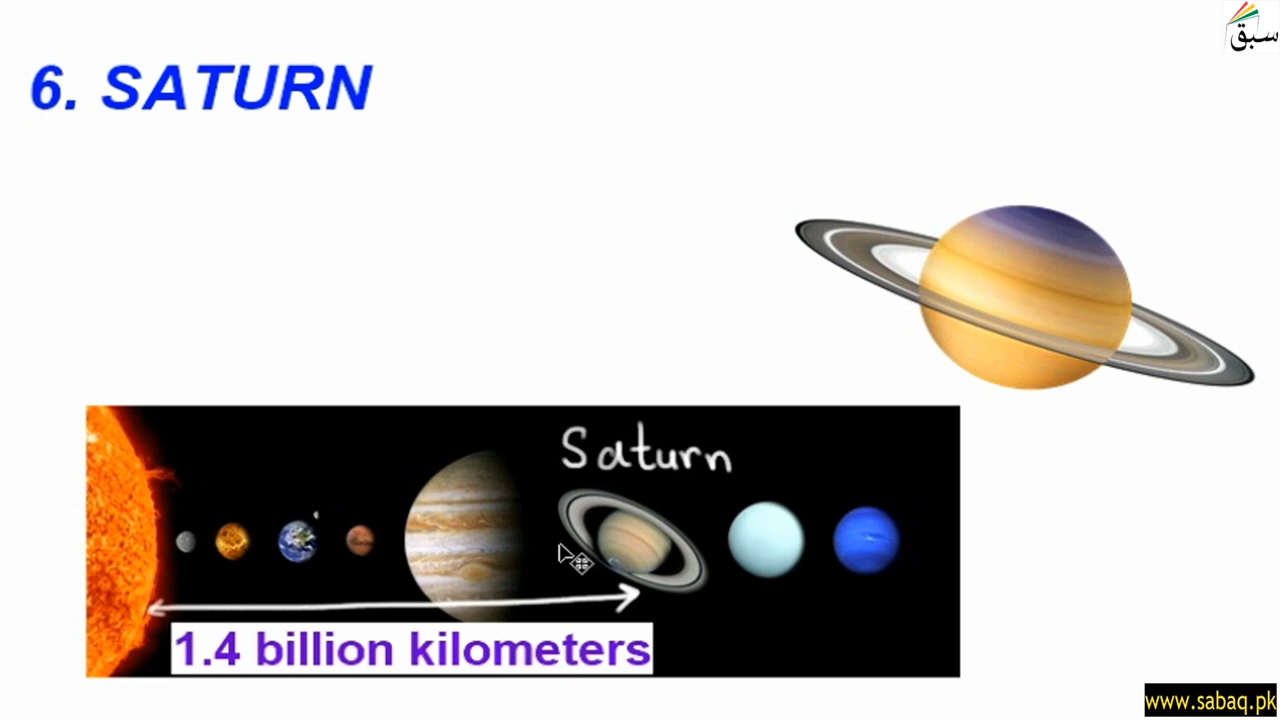 سبق
6. SATURN
Saturn
1.4 billion kilometers
www.sabaq.pk